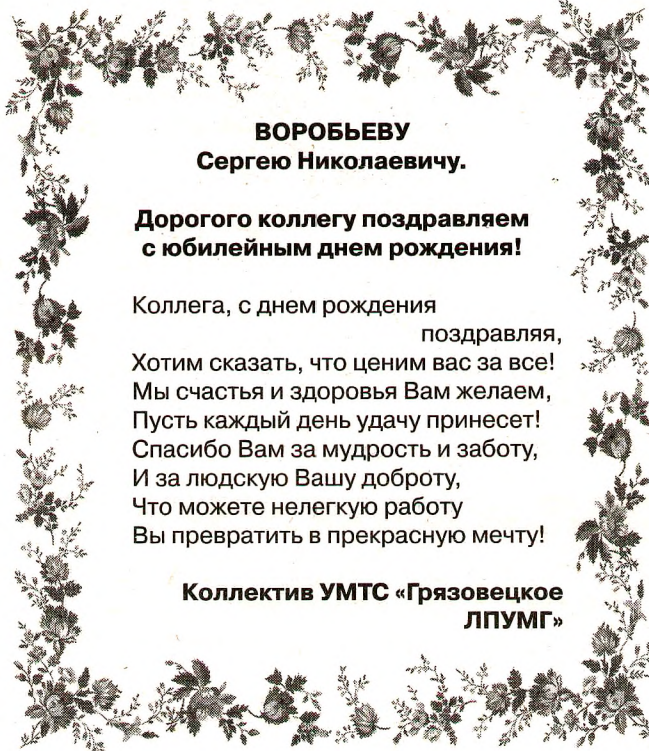 ВОРОБЬЕВУ
Сергею Николаевичу.
Дорогого коллегу поздравляем
с юбилейным днем рождения!
Коллега, с днем рождения
поздравляя,
Хотим сказать, что ценим вас за все!
Мы счастья и здоровья Вам желаем,
Пусть каждый день удачу принесет!
Спасибо Вам за мудрость и заботу,
И за людскую Вашу доброту,
Что можете нелегкую работу
Вы превратить в прекрасную мечту!
Коллектив УМТС «Грязовецкое
ЛПУМГ»